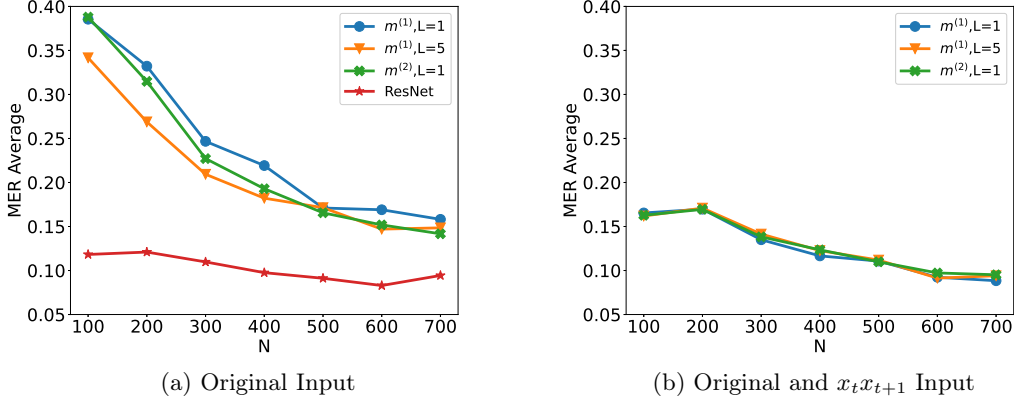 0.40
0.35
0.30
0.25
0.20
0.15
0.10
0.05
MER Average
100 200 300 400 500 600 700
N
m⁽¹⁾,L=1
m⁽¹⁾,L=5
m⁽²⁾,L=1
ResNet
(a) Original Input
0.40
0.35
0.30
0.25
0.20
0.15
0.10
0.05
MER Average
100 200 300 400 500 600 700
N
m⁽¹⁾,L=1
m⁽¹⁾,L=5
m⁽²⁾,L=1
(b) Original and xₜxₜ₊₁ Input